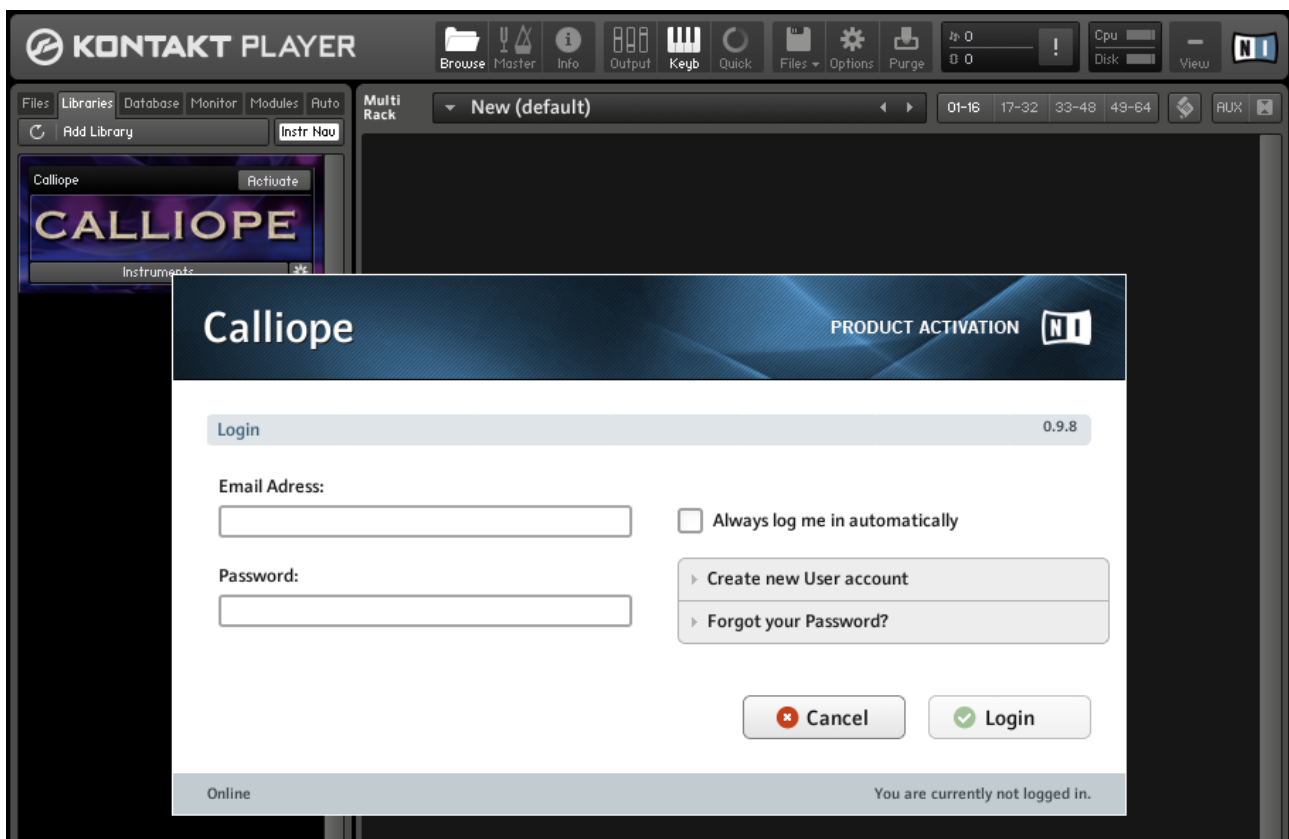 KONTAKT PLAYER
Browse Master Info Output Keyb Quick Files Options Purge
0
0
!
Cpu
Disk
View
NI
Files Libraries Database Monitor Modules Auto
Add Library Instr Nav
Multi Rack
New (default)
01-16 17-32 33-48 49-64
AUX
Calliope Activate
CALLIOPE
Instruments
Calliope
PRODUCT ACTIVATION NI
Login 0.9.8
Email Adress:
Always log me in automatically
Password:
Create new User account
Forgot your Password?
Cancel Login
Online You are currently not logged in.